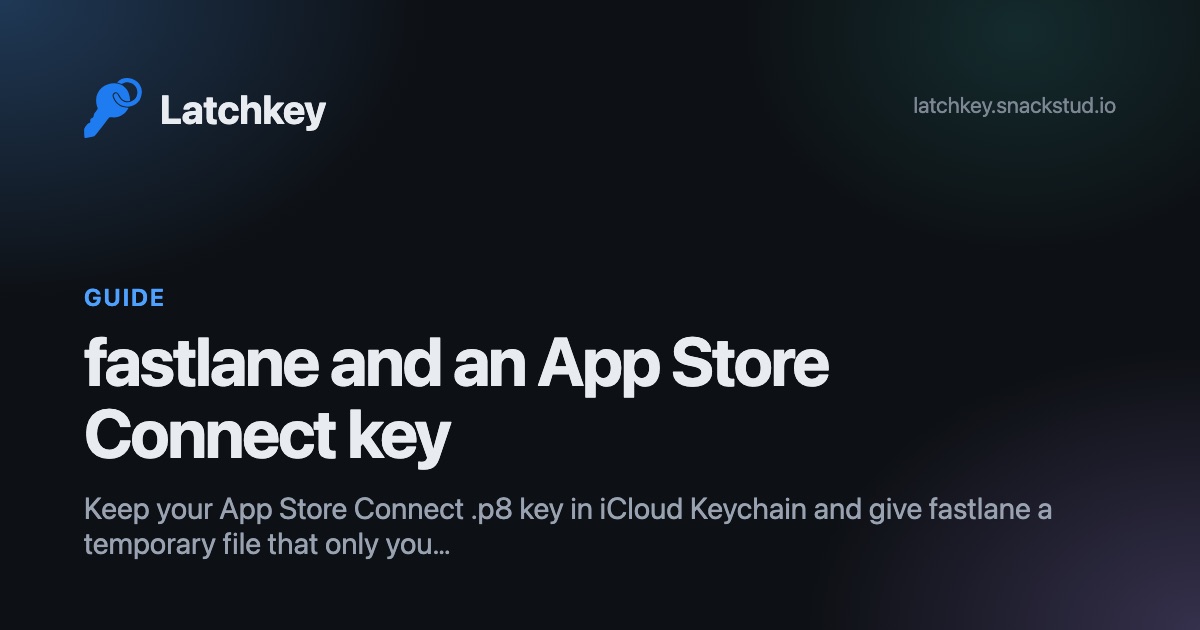 Latchkey
latchkey.snackstud.io
GUIDE
fastlane and an App Store
Connect key
Keep your App Store Connect .p8 key in iCloud Keychain and give fastlane a
temporary file that only you…